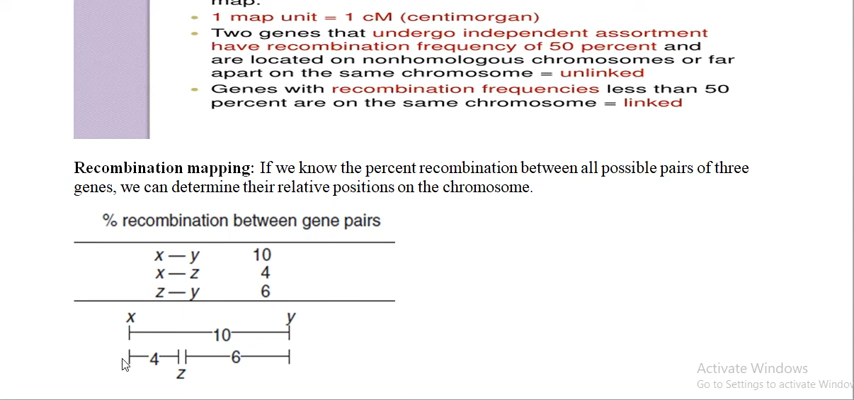 map.
• 1 map unit = 1 cM (centimorgan)
• Two genes that undergo independent assortment
have recombination frequency of 50 percent and
are located on nonhomologous chromosomes or far
apart on the same chromosome = unlinked
• Genes with recombination frequencies less than 50
percent are on the same chromosome = linked
Recombination mapping: If we know the percent recombination between all possible pairs of three
genes, we can determine their relative positions on the chromosome.
% recombination between gene pairs
x — y 10
x — z 4
z — y 6
x y
10
4 6
z
Activate Windows
Go to Settings to activate Windov